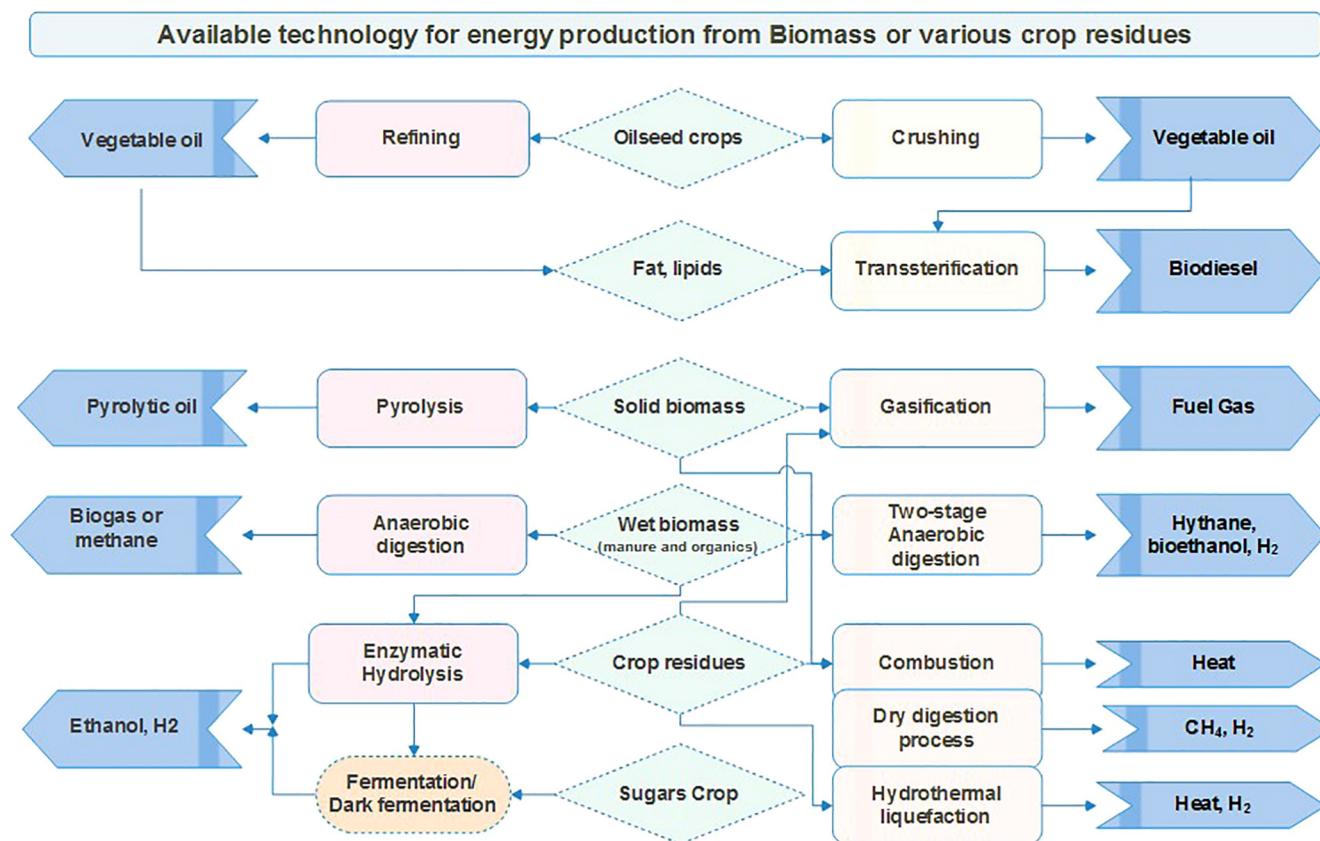 Available technology for energy production from Biomass or various crop residues
Vegetable oil
Refining
Oilseed crops
Crushing
Vegetable oil
Fat, lipids
Transsterification
Biodiesel
Pyrolytic oil
Pyrolysis
Solid biomass
Gasification
Fuel Gas
Biogas or
methane
Anaerobic
digestion
Wet biomass
(manure and organics)
Two-stage
Anaerobic
digestion
Hythane,
bioethanol, H₂
Enzymatic
Hydrolysis
Crop residues
Combustion
Heat
Ethanol, H2
Dry digestion
process
CH₄, H₂
Fermentation/
Dark fermentation
Sugars Crop
Hydrothermal
liquefaction
Heat, H₂